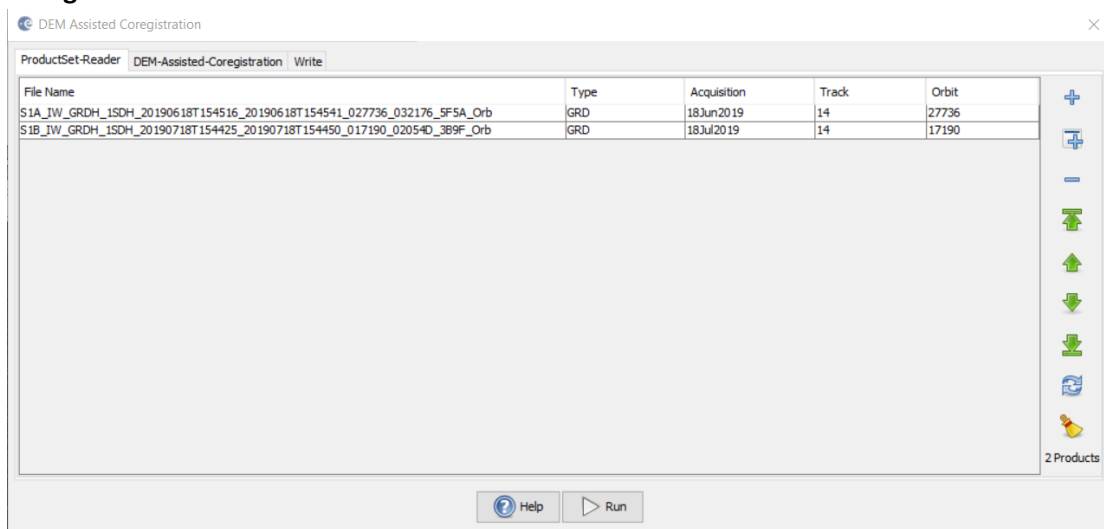 DEM Assisted Coregistration
ProductSet-Reader DEM-Assisted-Coregistration Write
File Name Type Acquisition Track Orbit
S1A_IW_GRDH_1SDH_20190618T154516_20190618T154541_027736_032176_5F5A_Orb GRD 18Jun2019 14 27736
S1B_IW_GRDH_1SDH_20190718T154425_20190718T154450_017190_02054D_3B9F_Orb GRD 18Jul2019 14 17190
2 Products
Help Run